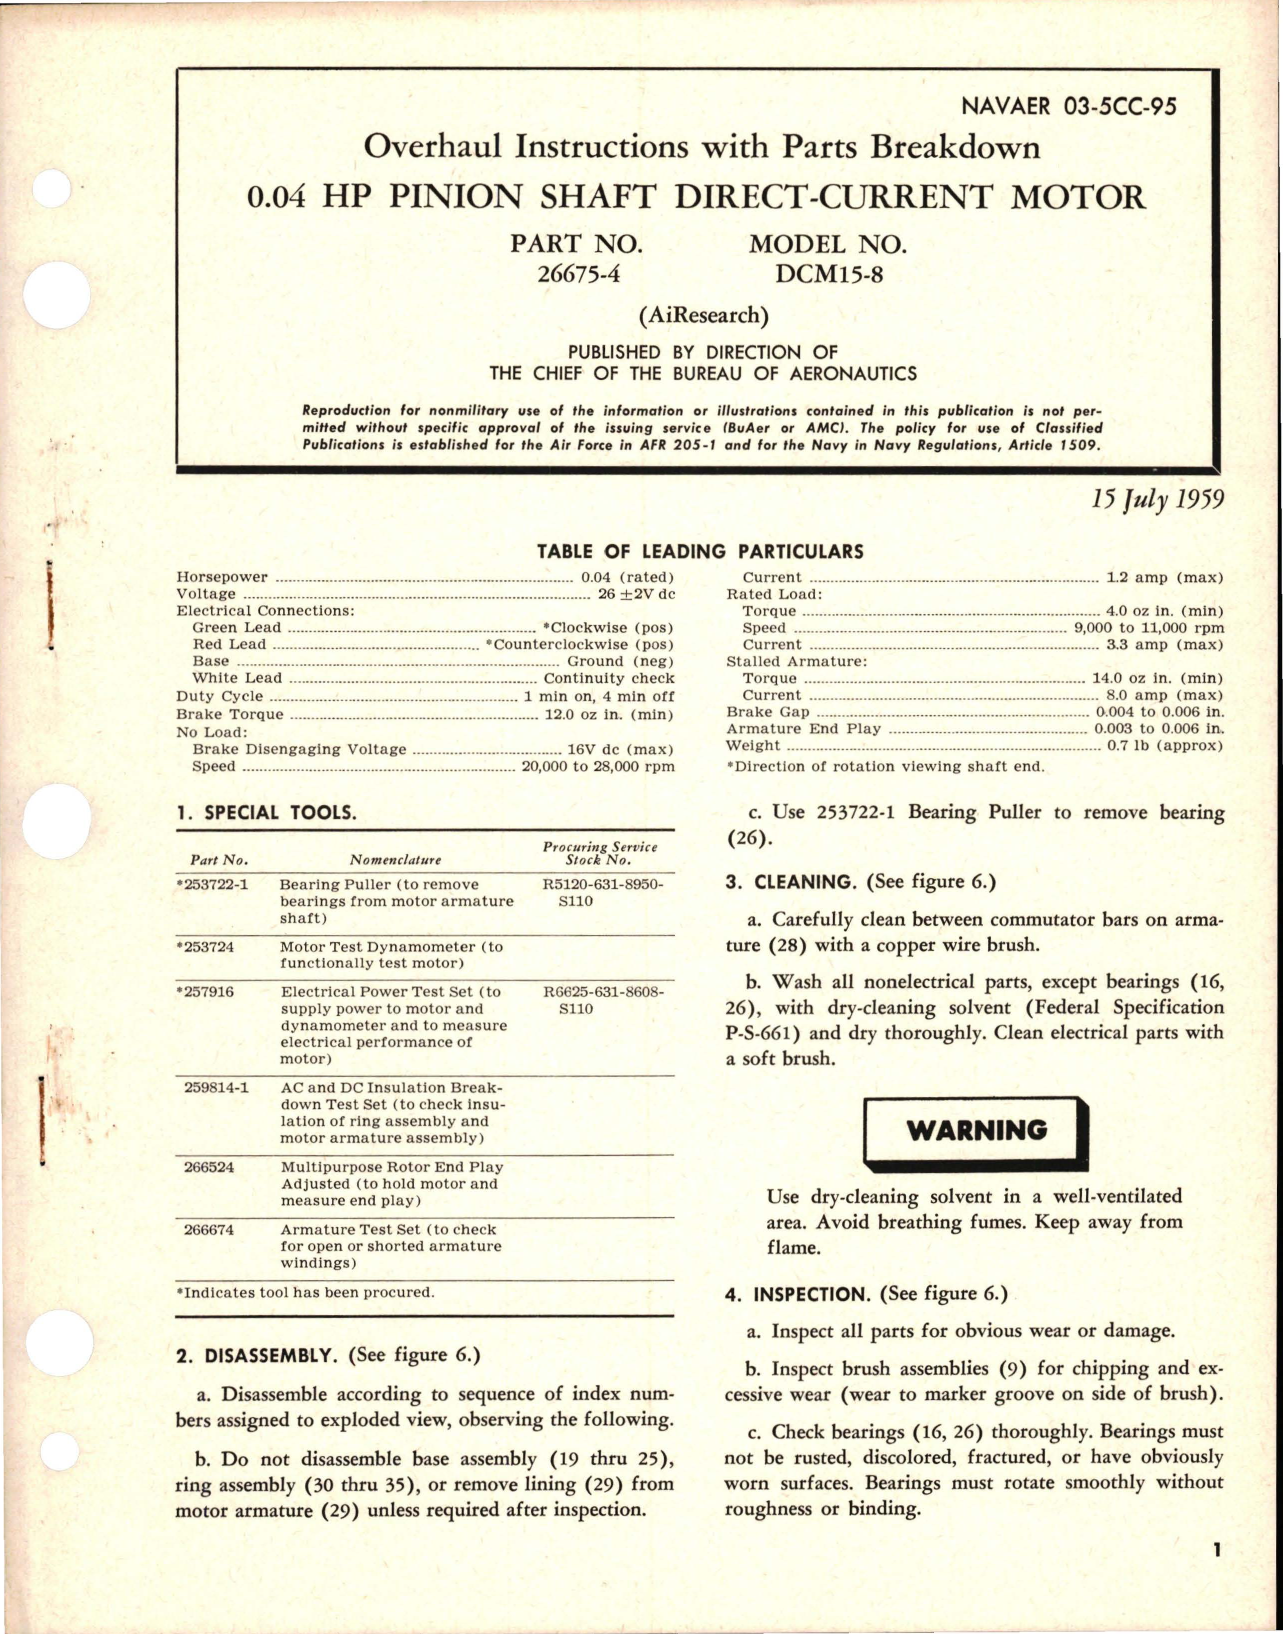 NAVAER 03-5CC-95
Overhaul Instructions with Parts Breakdown
0.04 HP PINION SHAFT DIRECT-CURRENT MOTOR
PART NO. MODEL NO.
26675-4 DCM15-8
(AiResearch)
PUBLISHED BY DIRECTION OF
THE CHIEF OF THE BUREAU OF AERONAUTICS
Reproduction for nonmilitary use of the information or illustrations contained in this publication is not per-
mitted without specific approval of the issuing service (BuAer or AMC). The policy for use of Classified
Publications is established for the Air Force in AFR 205-1 and for the Navy in Navy Regulations, Article 1509.
15 July 1959
TABLE OF LEADING PARTICULARS
Horsepower 0.04 (rated)
Voltage 26 ±2V dc
Electrical Connections:
Green Lead *Clockwise (pos)
Red Lead *Counterclockwise (pos)
Base Ground (neg)
White Lead Continuity check
Duty Cycle 1 min on, 4 min off
Brake Torque 12.0 oz in. (min)
No Load:
Brake Disengaging Voltage 16V dc (max)
Speed 20,000 to 28,000 rpm
Current 1.2 amp (max)
Rated Load:
Torque 4.0 oz in. (min)
Speed 9,000 to 11,000 rpm
Current 3.3 amp (max)
Stalled Armature:
Torque 14.0 oz in. (min)
Current 8.0 amp (max)
Brake Gap 0.004 to 0.006 in.
Armature End Play 0.003 to 0.006 in.
Weight 0.7 lb (approx)
*Direction of rotation viewing shaft end.
1. SPECIAL TOOLS.
Procuring Service
Part No. Nomenclature Stock No.
*253722-1 Bearing Puller (to remove R5120-631-8950-
bearings from motor armature S110
shaft)
*253724 Motor Test Dynamometer (to
functionally test motor)
*257916 Electrical Power Test Set (to R6625-631-8608-
supply power to motor and S110
dynamometer and to measure
electrical performance of
motor)
259814-1 AC and DC Insulation Break-
down Test Set (to check insu-
lation of ring assembly and
motor armature assembly)
266524 Multipurpose Rotor End Play
Adjusted (to hold motor and
measure end play)
266674 Armature Test Set (to check
for open or shorted armature
windings)
*Indicates tool has been procured.
2. DISASSEMBLY. (See figure 6.)
a. Disassemble according to sequence of index num-
bers assigned to exploded view, observing the following.
b. Do not disassemble base assembly (19 thru 25),
ring assembly (30 thru 35), or remove lining (29) from
motor armature (29) unless required after inspection.
c. Use 253722-1 Bearing Puller to remove bearing
(26).
3. CLEANING. (See figure 6.)
a. Carefully clean between commutator bars on arma-
ture (28) with a copper wire brush.
b. Wash all nonelectrical parts, except bearings (16,
26), with dry-cleaning solvent (Federal Specification
P-S-661) and dry thoroughly. Clean electrical parts with
a soft brush.
WARNING
Use dry-cleaning solvent in a well-ventilated
area. Avoid breathing fumes. Keep away from
flame.
4. INSPECTION. (See figure 6.)
a. Inspect all parts for obvious wear or damage.
b. Inspect brush assemblies (9) for chipping and ex-
cessive wear (wear to marker groove on side of brush).
c. Check bearings (16, 26) thoroughly. Bearings must
not be rusted, discolored, fractured, or have obviously
worn surfaces. Bearings must rotate smoothly without
roughness or binding.
1